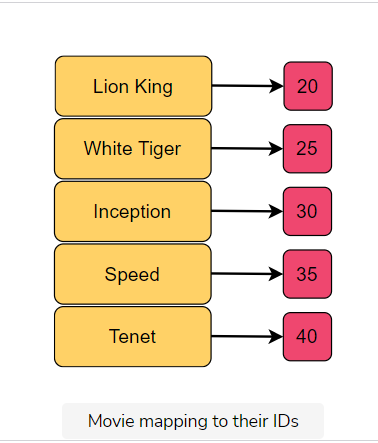 Lion King 20
White Tiger 25
Inception 30
Speed 35
Tenet 40
Movie mapping to their IDs